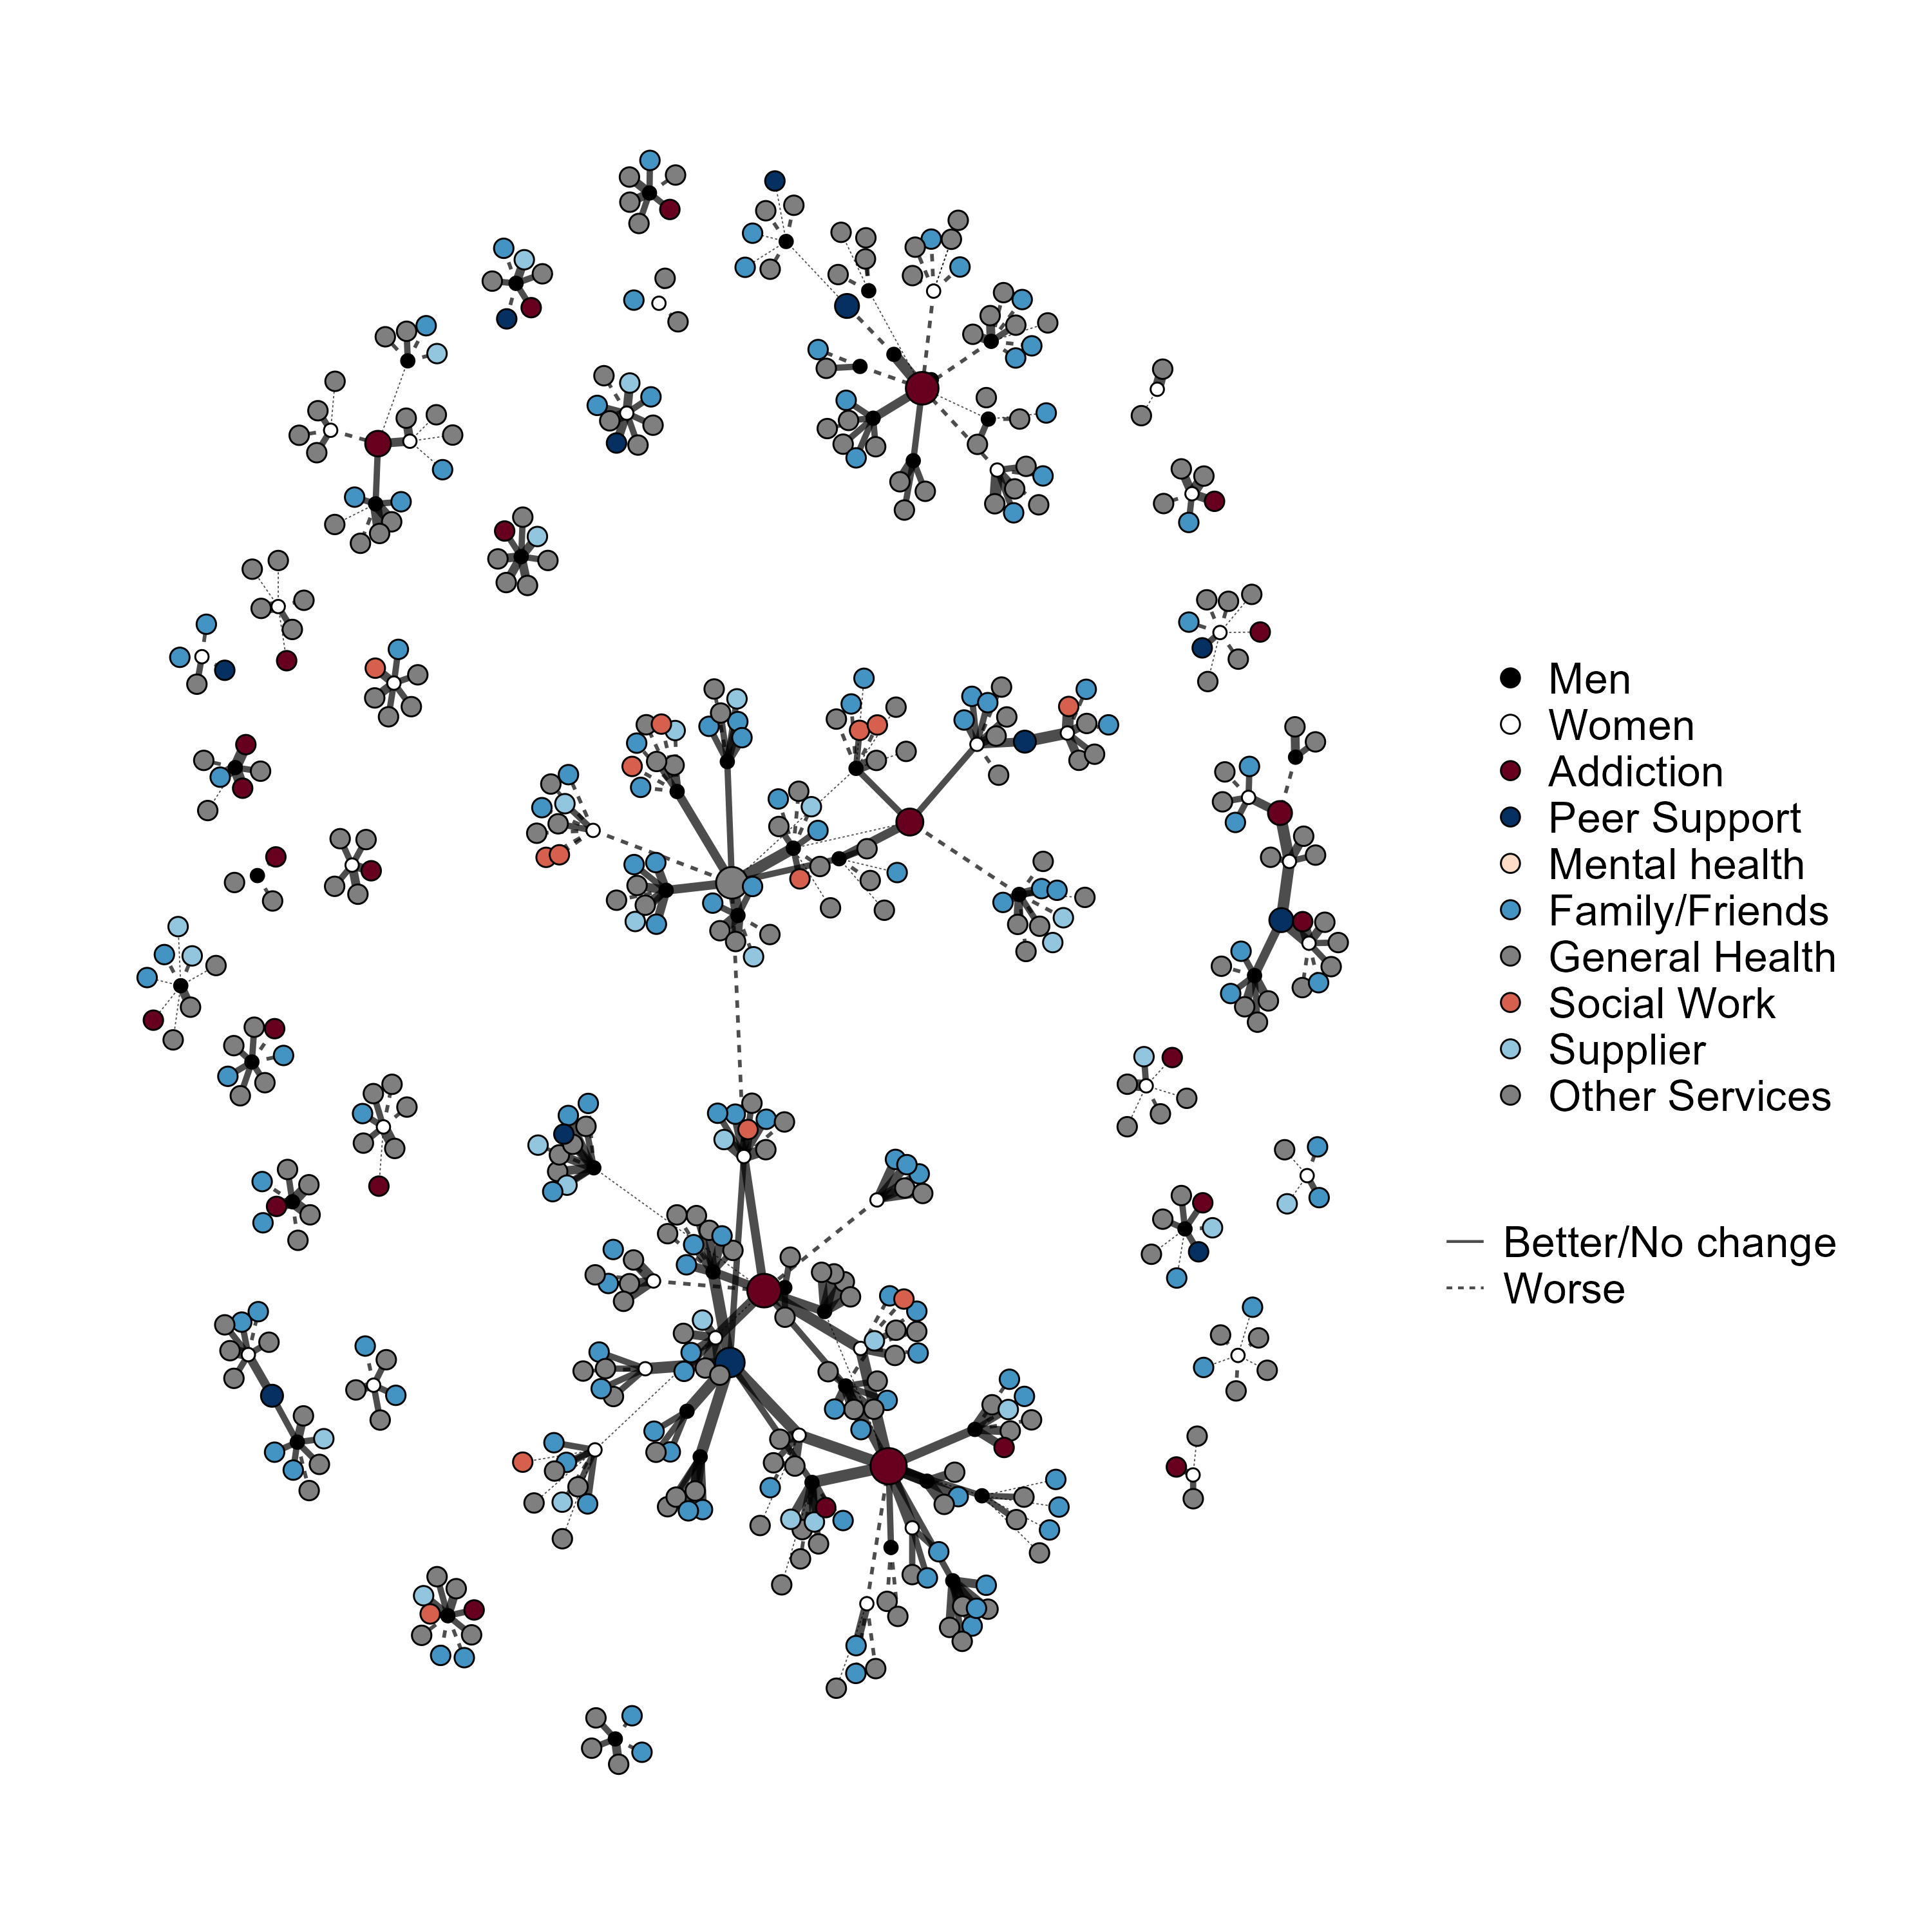 Men
Women
Addiction
Peer Support
Mental health
Family/Friends
General Health
Social Work
Supplier
Other Services
Better/No change
Worse